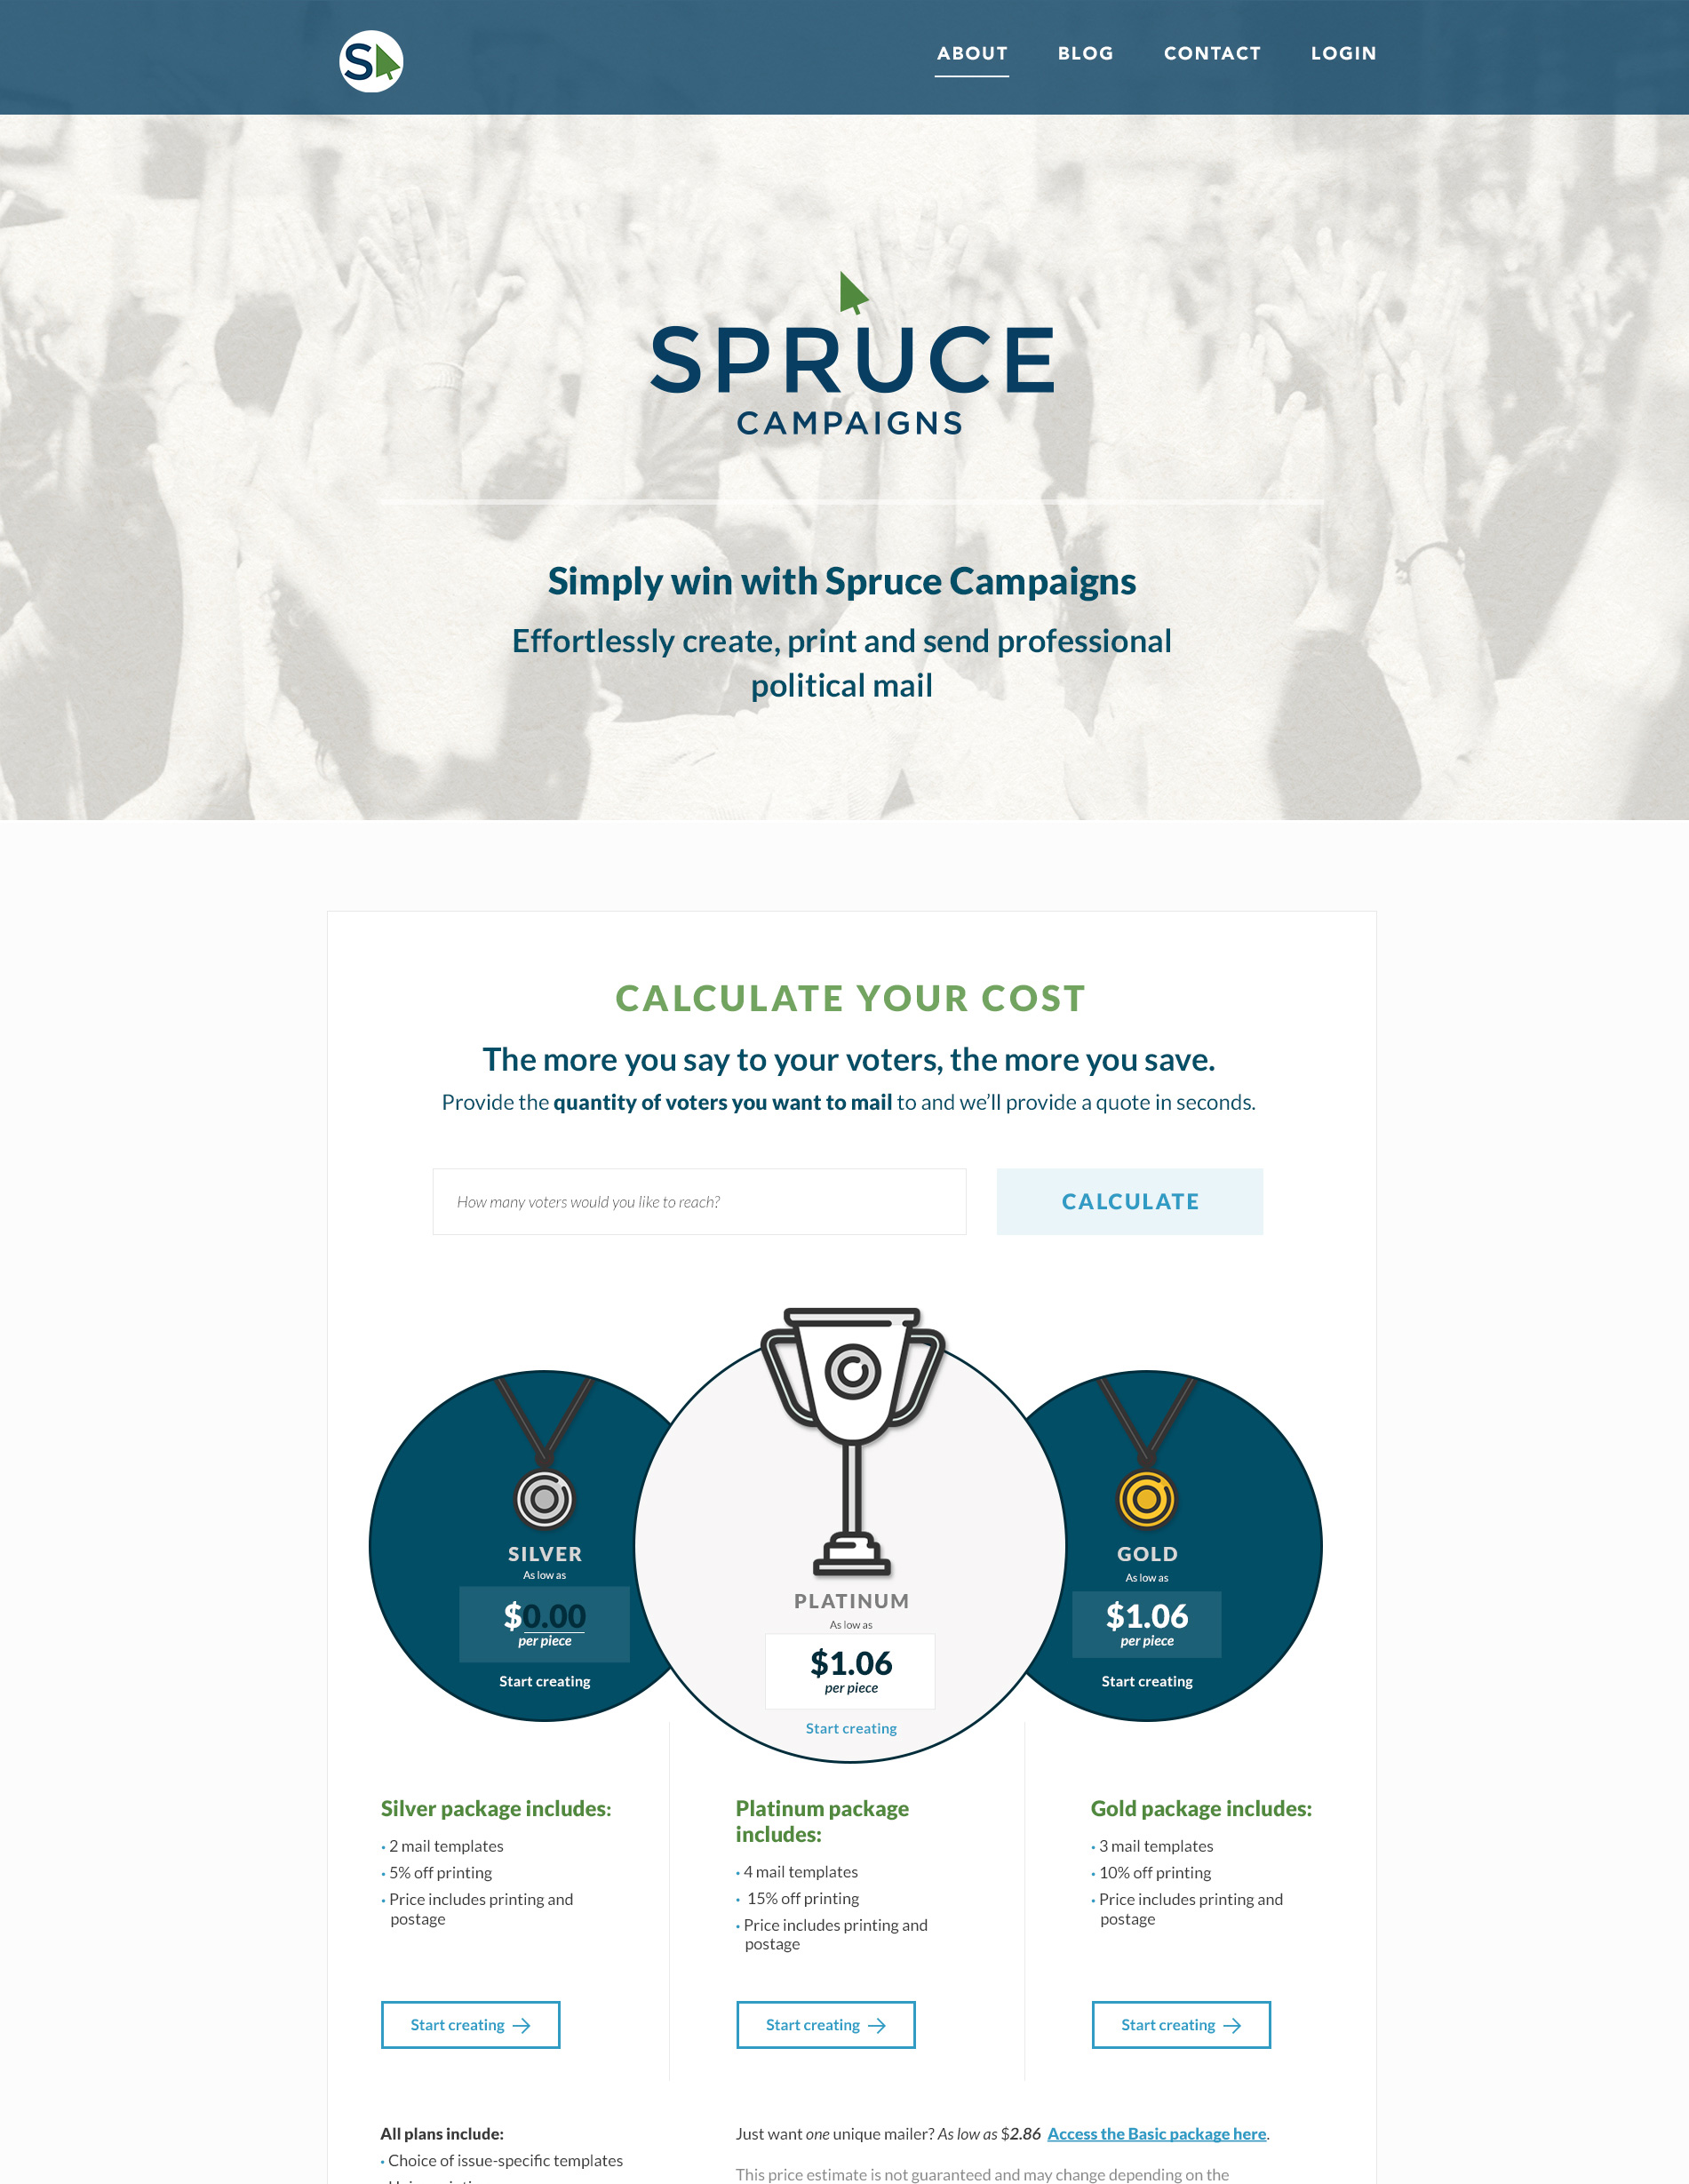 S
ABOUT BLOG CONTACT LOGIN
SPRUCE
CAMPAIGNS
Simply win with Spruce Campaigns
Effortlessly create, print and send professional
political mail
CALCULATE YOUR COST
The more you say to your voters, the more you save.
Provide the quantity of voters you want to mail to and we’ll provide a quote in seconds.
How many voters would you like to reach?
CALCULATE
SILVER
As low as
$0.00
per piece
Start creating
PLATINUM
As low as
$1.06
per piece
Start creating
GOLD
As low as
$1.06
per piece
Start creating
Silver package includes:
• 2 mail templates
• 5% off printing
• Price includes printing and
postage
Start creating →
Platinum package
includes:
• 4 mail templates
• 15% off printing
• Price includes printing and
postage
Start creating →
Gold package includes:
• 3 mail templates
• 10% off printing
• Price includes printing and
postage
Start creating →
All plans include:
• Choice of issue-specific templates
Just want one unique mailer? As low as $2.86 Access the Basic package here.
This price estimate is not guaranteed and may change depending on the